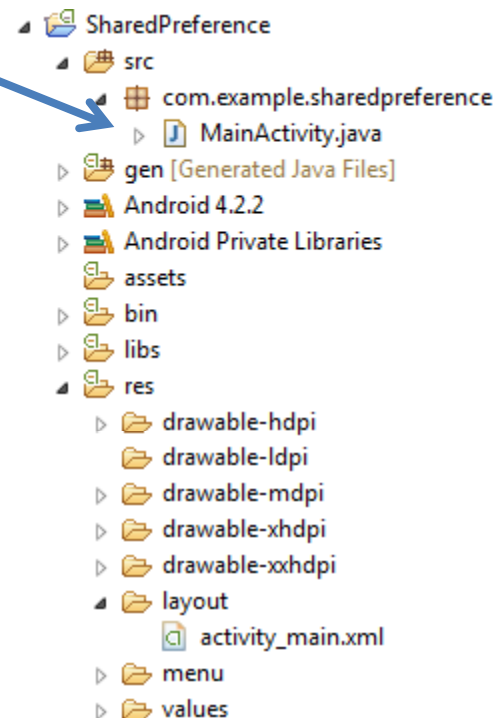 SharedPreference
src
com.example.sharedpreference
MainActivity.java
gen [Generated Java Files]
Android 4.2.2
Android Private Libraries
assets
bin
libs
res
drawable-hdpi
drawable-ldpi
drawable-mdpi
drawable-xhdpi
drawable-xxhdpi
layout
activity_main.xml
menu
values